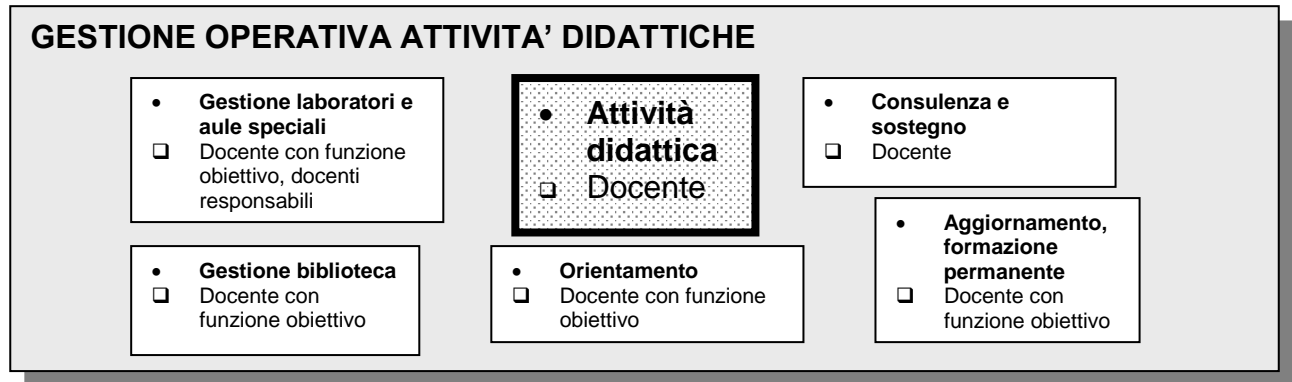 GESTIONE OPERATIVA ATTIVITA’ DIDATTICHE
• Gestione laboratori e
aule speciali
❑ Docente con funzione
obiettivo, docenti
responsabili
• Attività
didattica
❑ Docente
• Consulenza e
sostegno
❑ Docente
• Gestione biblioteca
❑ Docente con
funzione obiettivo
• Orientamento
❑ Docente con funzione
obiettivo
• Aggiornamento,
formazione
permanente
❑ Docente con
funzione obiettivo